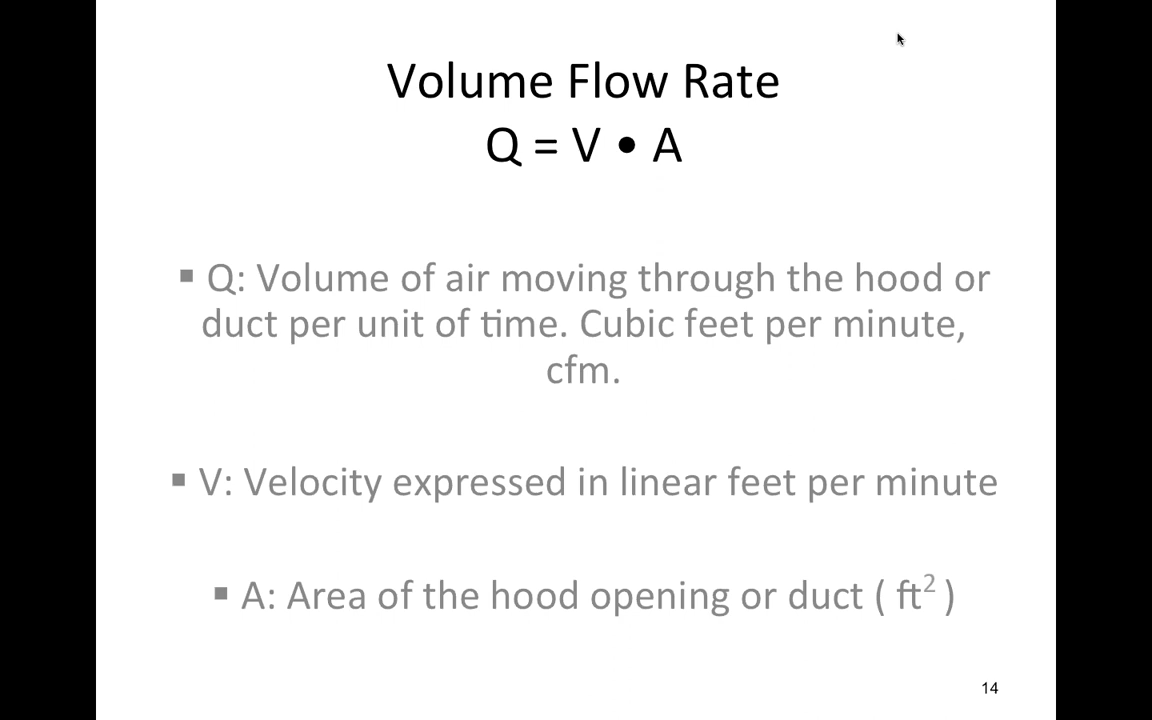 Volume Flow Rate
Q = V • A
▪ Q: Volume of air moving through the hood or
duct per unit of time. Cubic feet per minute,
cfm.
▪ V: Velocity expressed in linear feet per minute
▪ A: Area of the hood opening or duct ( ft² )
14